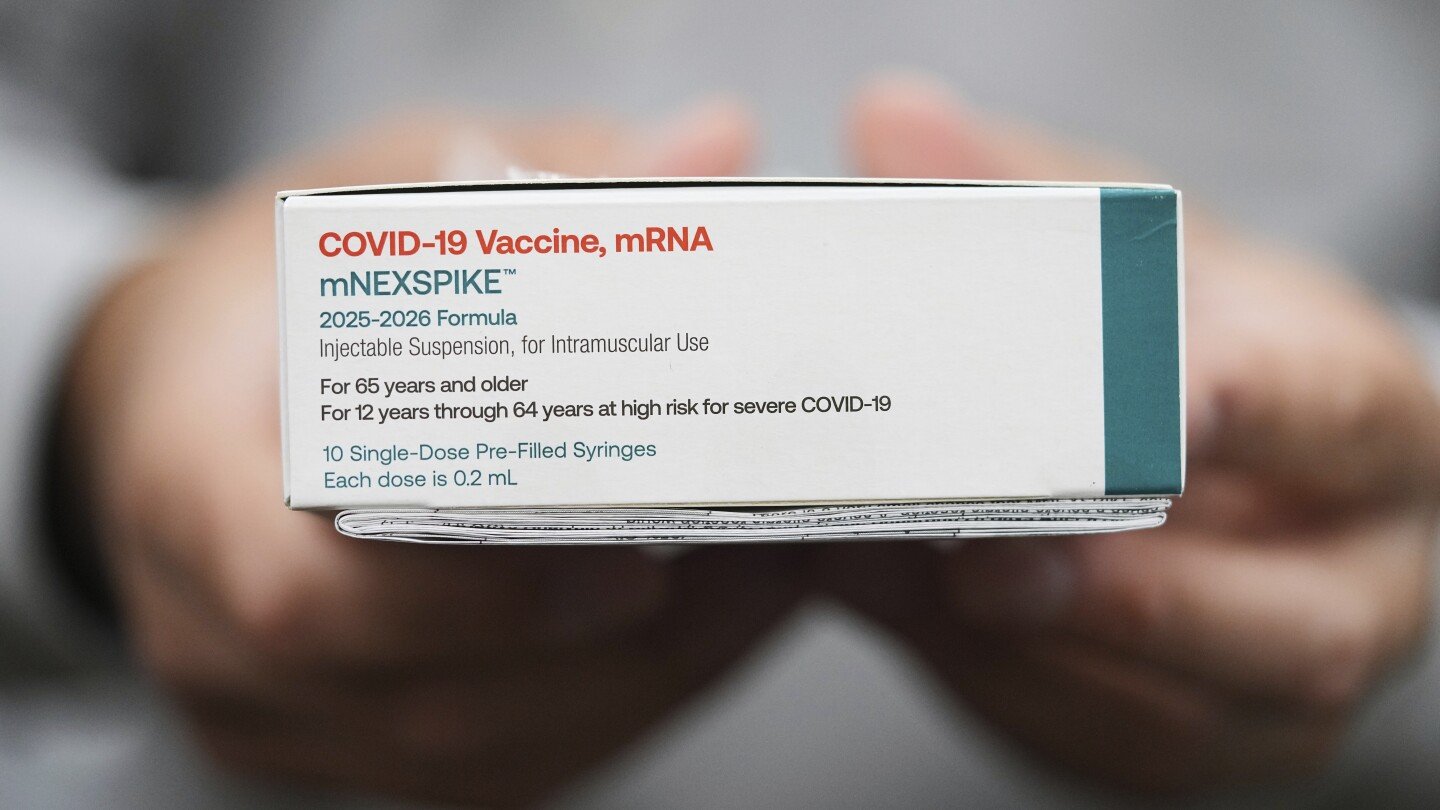 COVID-19 Vaccine, mRNA
mNEXSPIKE™
2025-2026 Formula
Injectable Suspension, for Intramuscular Use
For 65 years and older
For 12 years through 64 years at high risk for severe COVID-19
10 Single-Dose Pre-Filled Syringes
Each dose is 0.2 mL